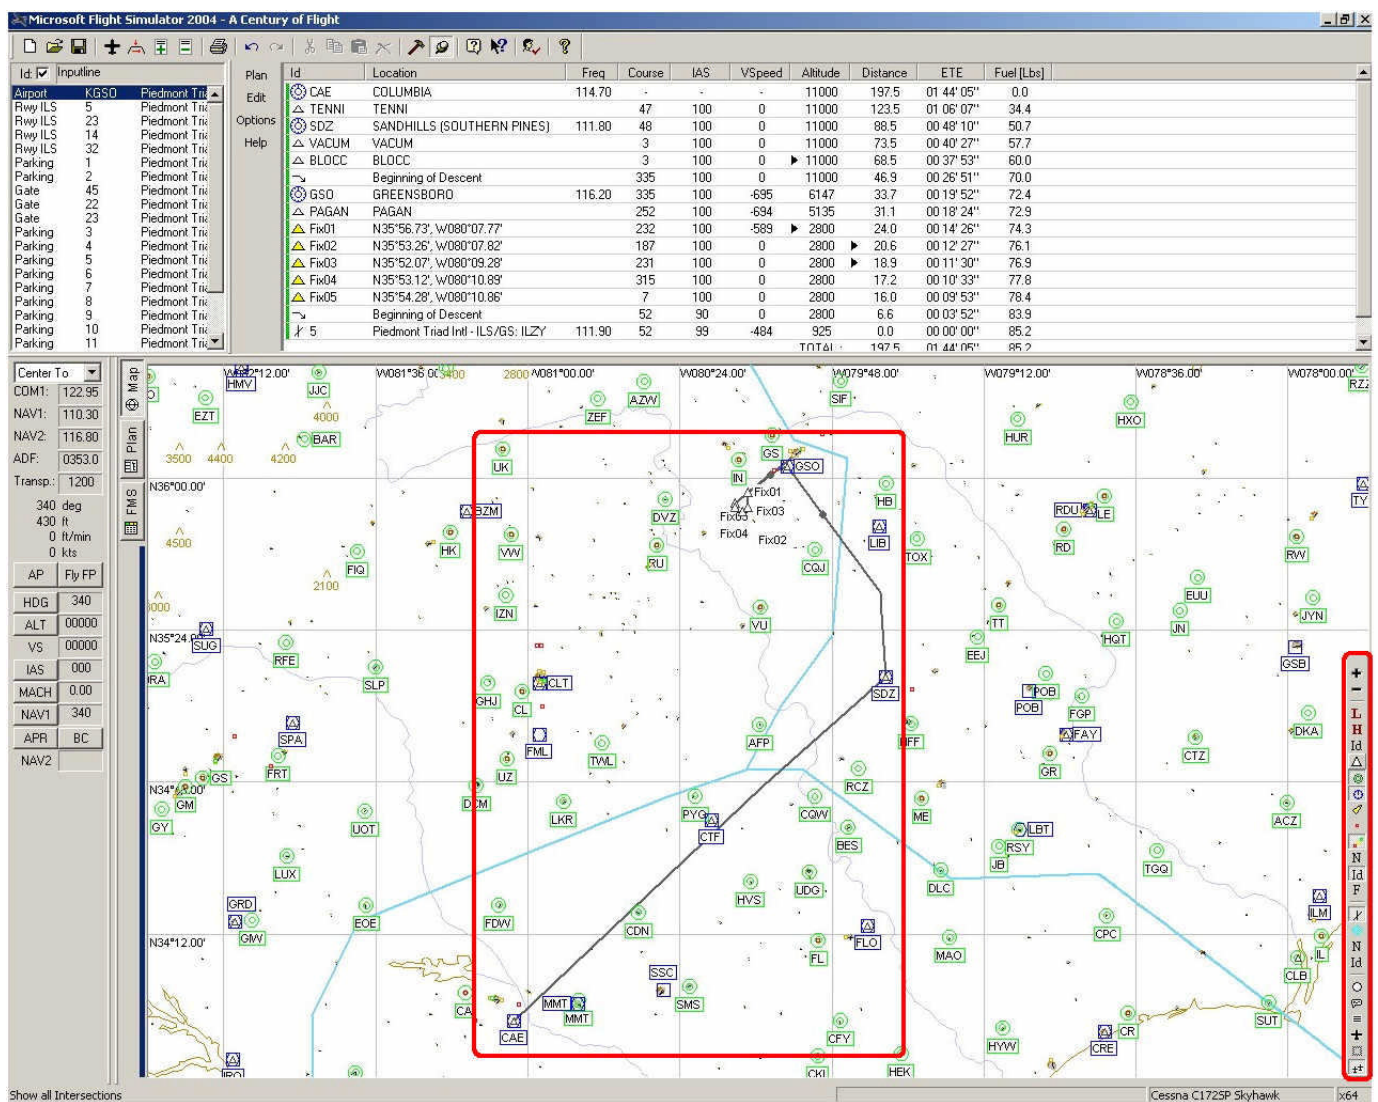 Microsoft Flight Simulator 2004 - A Century of Flight
Id: Inputline
Airport KGSO Piedmont Tria
Rwy ILS 5 Piedmont Tria
Rwy ILS 23 Piedmont Tria
Rwy ILS 14 Piedmont Tria
Rwy ILS 32 Piedmont Tria
Parking 1 Piedmont Tria
Parking 2 Piedmont Tria
Gate 45 Piedmont Tria
Gate 22 Piedmont Tria
Gate 23 Piedmont Tria
Parking 3 Piedmont Tria
Parking 4 Piedmont Tria
Parking 5 Piedmont Tria
Parking 6 Piedmont Tria
Parking 7 Piedmont Tria
Parking 8 Piedmont Tria
Parking 9 Piedmont Tria
Parking 10 Piedmont Tria
Parking 11 Piedmont Tria
Plan
Edit
Options
Help
Id Location Freq Course IAS VSpeed Altitude Distance ETE Fuel [Lbs]
CAE COLUMBIA 114.70 - - - 11000 197.5 01 44' 05'' 0.0
TENNI TENNI 47 100 0 11000 123.5 01 06' 07'' 34.4
SDZ SANDHILLS (SOUTHERN PINES) 111.80 48 100 0 11000 88.5 00 48' 10'' 50.7
VACUM VACUM 3 100 0 11000 73.5 00 40' 27'' 57.7
BLOCC BLOCC 3 100 0 11000 68.5 00 37' 53'' 60.0
Beginning of Descent 335 100 0 11000 46.9 00 26' 51'' 70.0
GSO GREENSBORO 116.20 335 100 -695 6147 33.7 00 19' 52'' 72.4
PAGAN PAGAN 252 100 -694 5135 31.1 00 18' 24'' 72.9
Fix01 N35°56.73', W080°07.77' 232 100 -589 2800 24.0 00 14' 26'' 74.3
Fix02 N35°53.26', W080°07.82' 187 100 0 2800 20.6 00 12' 27'' 76.1
Fix03 N35°52.07', W080°09.28' 231 100 0 2800 18.9 00 11' 30'' 76.9
Fix04 N35°53.12', W080°10.89' 315 100 0 2800 17.2 00 10' 33'' 77.8
Fix05 N35°54.28', W080°10.86' 7 100 0 2800 16.0 00 09' 53'' 78.4
Beginning of Descent 52 90 0 2800 6.6 00 03' 52'' 83.9
5 Piedmont Triad Intl - ILS/GS: ILZY 111.90 52 99 -484 925 0.0 00 00' 00'' 85.2
TOTAL : 197.5 01 44' 05'' 85.2
Center To
COM1: 122.95
NAV1: 110.30
NAV2: 116.80
ADF: 0353.0
Transp.: 1200
340 deg
430 ft
0 ft/min
0 kts
AP Fly FP
HDG 340
ALT 00000
VS 00000
IAS 000
MACH 0.00
NAV1 340
APR BC
NAV2
Map
Plan
FMS
W081°00.00' W080°24.00' W079°48.00' W079°12.00' W078°36.00' W078°00.00'
HMV JJC 3400 2800
EZT 4000 ZEF AZW SIF HUR HXO
BAR
3500 4400 4200 UK GS GSO
IN
N36°00.00' Fix01 HB TY
BZM DVZ Fix03 RDU LE
Fix04 Fix02 LIB
4500 HK VW RU TOX RD RW
FIQ CQJ
2100 EUU
IZN JYN
N35°24.00' VU TT HQT JN
SUG RFE EEJ GSB
SLP CLT POB POB
GHJ CL SDZ FGP
SPA FML AFP FAY DKA
TWL CTZ
GS FRT UZ GR
GM RCZ
GY UOT LKR PYG CQW ME ACZ
CTF LBT
BES RSY
LUX JB TGQ
UDG DLC
GRD HVS
GIW EOE FDW CDN ILM
FLO CPC
N34°12.00' FL MAO IL
SSC CLB
MMT SMS
MMT SUT
CAE CFY HYW CRE CR
HEK
L
H
Id
N
Id
F
N
Id
Show all Intersections Cessna C172SP Skyhawk x64